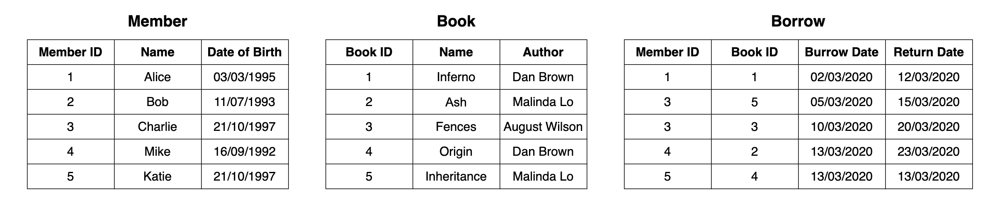 Member
Member ID Name Date of Birth
1 Alice 03/03/1995
2 Bob 11/07/1993
3 Charlie 21/10/1997
4 Mike 16/09/1992
5 Katie 21/10/1997
Book
Book ID Name Author
1 Inferno Dan Brown
2 Ash Malinda Lo
3 Fences August Wilson
4 Origin Dan Brown
5 Inheritance Malinda Lo
Borrow
Member ID Book ID Burrow Date Return Date
1 1 02/03/2020 12/03/2020
3 5 05/03/2020 15/03/2020
3 3 10/03/2020 20/03/2020
4 2 13/03/2020 23/03/2020
5 4 13/03/2020 13/03/2020